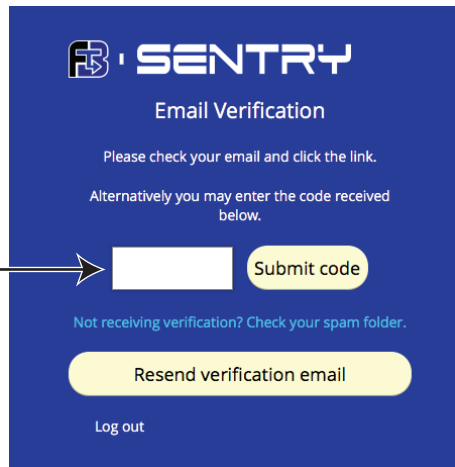 FB SENTRY
Email Verification
Please check your email and click the link.
Alternatively you may enter the code received
below.
Submit code
Not receiving verification? Check your spam folder.
Resend verification email
Log out